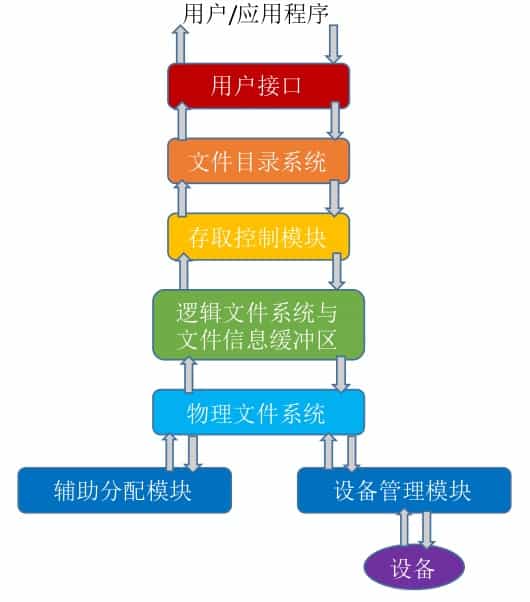 用户/应用程序
用户接口
文件目录系统
存取控制模块
逻辑文件系统与
文件信息缓冲区
物理文件系统
辅助分配模块
设备管理模块
设备